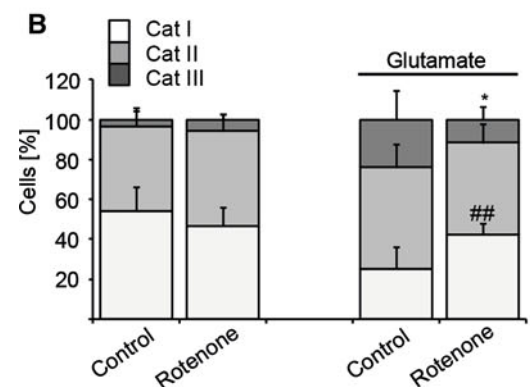 B
Cat I
Cat II
Cat III
Glutamate
120
100
80
60
40
20
Cells [%]
*
##
Control
Rotenone
Control
Rotenone